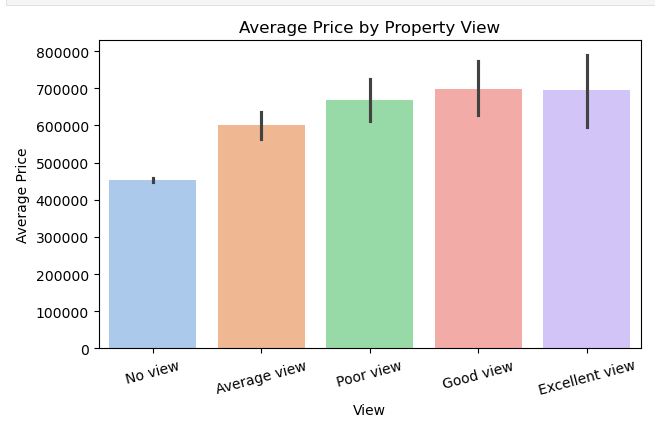 Average Price by Property View
Average Price
800000
700000
600000
500000
400000
300000
200000
100000
0
No view
Average view
Poor view
Good view
Excellent view
View